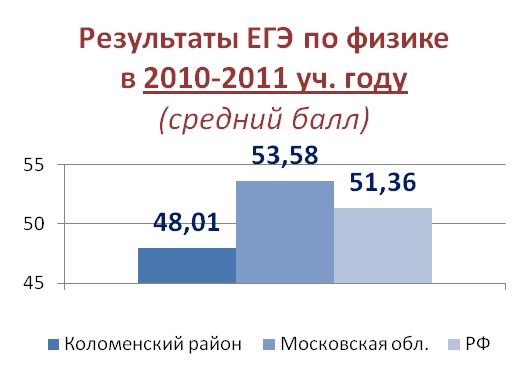 Результаты ЕГЭ по физике
в 2010-2011 уч. году
(средний балл)
55
53,58
51,36
50
48,01
45
Коломенский район
Московская обл.
РФ